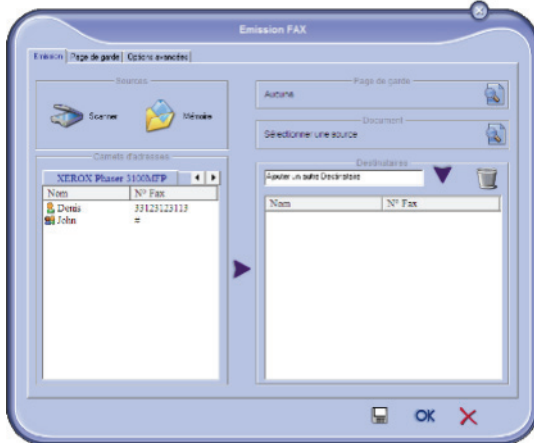 Emission FAX
Emission Page de garde Options avancées
Sources
Scanner Mémoire
Carnets d'adresses
XEROX Phaser 3100MFP
Nom N° Fax
Denis 33123123113
John #
Page de garde
Aucune
Document
Sélectionner une source
Destinataires
Ajouter un autre Destinataire
Nom N° Fax
OK